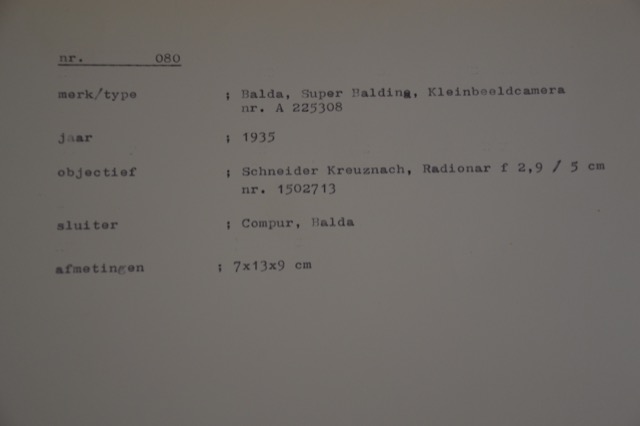 nr. 080
merk/type ; Balda, Super Balding, Kleinbeeldcamera
nr. A 225308
jaar ; 1935
objectief ; Schneider Kreuznach, Radionar f 2,9 / 5 cm
nr. 1502713
sluiter ; Compur, Balda
afmetingen ; 7x13x9 cm